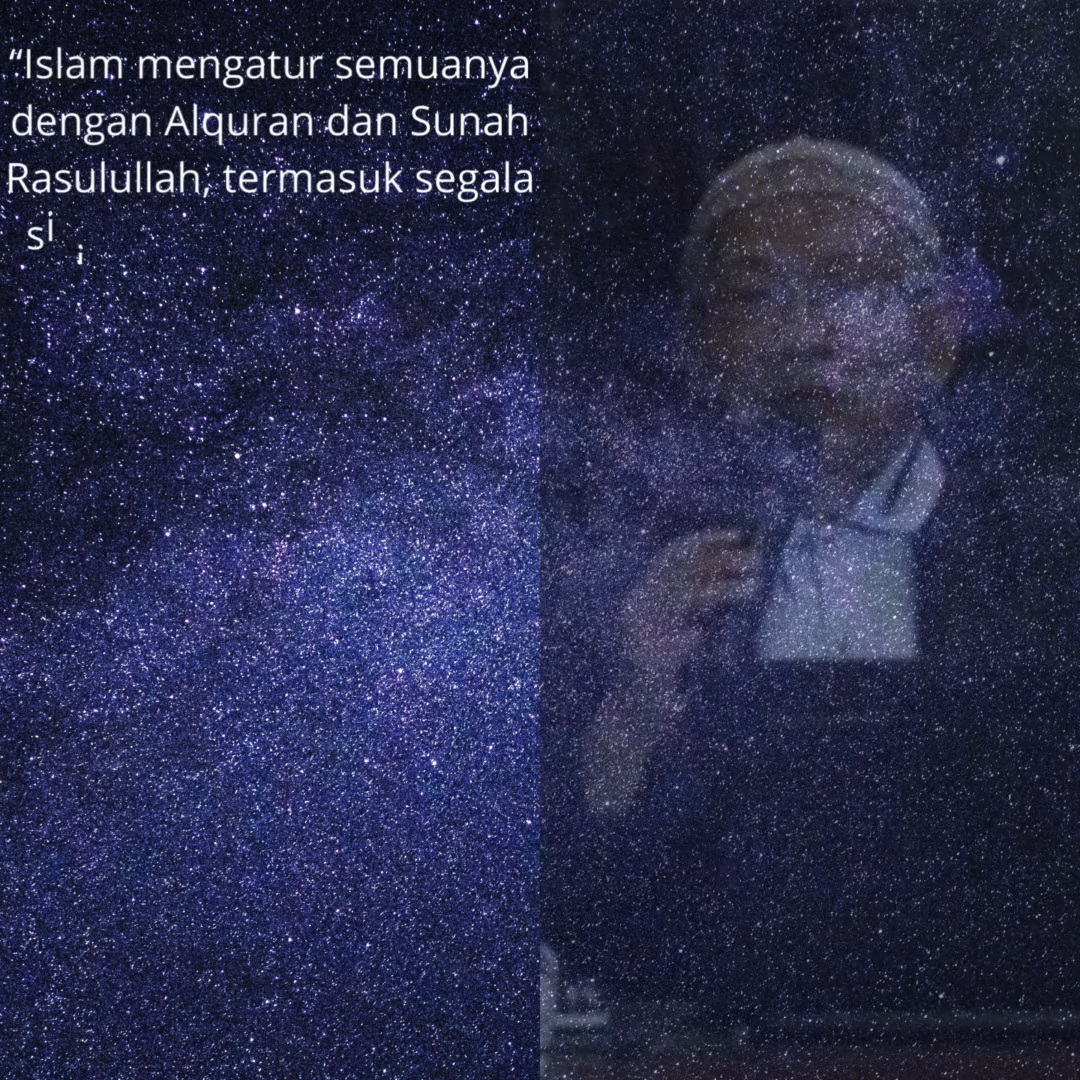 “Islam mengatur semuanya
dengan Alquran dan Sunah
Rasulullah, termasuk segala